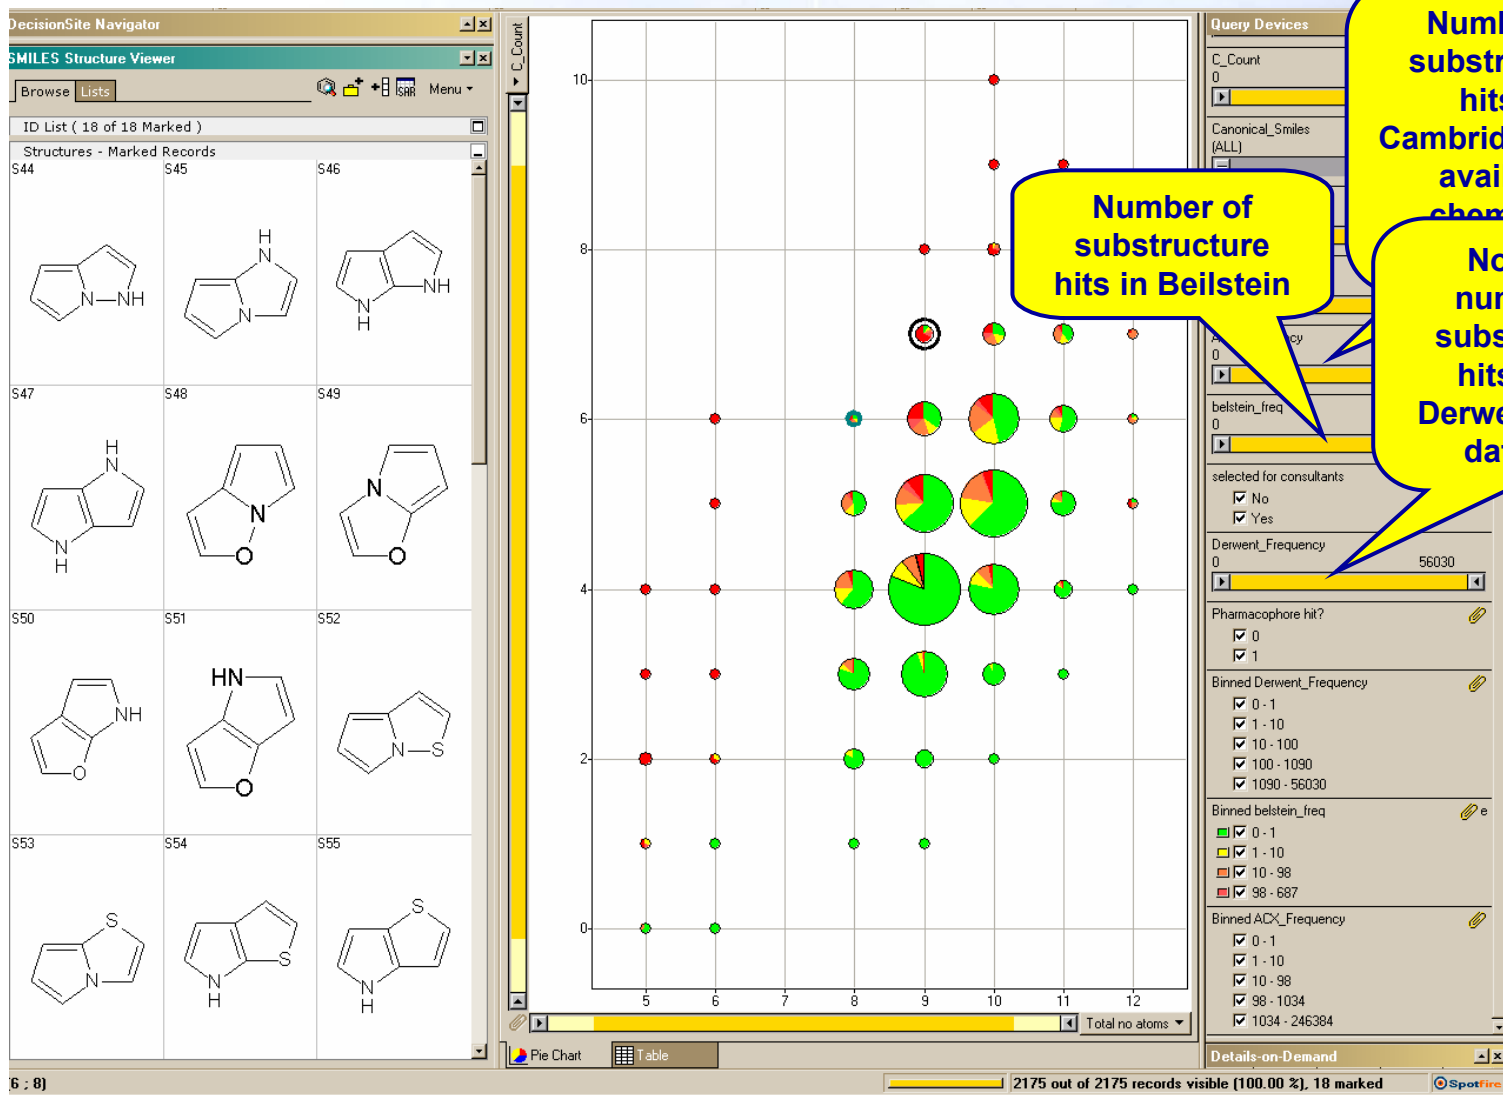 DecisionSite Navigator
SMILES Structure Viewer
Browse Lists
SAR Menu
ID List ( 18 of 18 Marked )
Structures - Marked Records
S44 S45 S46
N NH
H
N
N
N
H
NH
S47 S48 S49
H
N
N
H
N
O
N
O
S50 S51 S52
NH
O
HN
O
N S
S53 S54 S55
S
N
S
N
H
S
N
H
C_Count
10
8
6
4
2
0
5 6 7 8 9 10 11 12
Total no atoms
Pie Chart Table
Number of
substructure
hits in Beilstein
Query Devices
C_Count
0
Canonical_Smiles
(ALL)
cy
0
belstein_freq
0
selected for consultants
No
Yes
Derwent_Frequency
0 56030
Pharmacophore hit?
0
1
Binned Derwent_Frequency
0 - 1
1 - 10
10 - 100
100 - 1090
1090 - 56030
Binned belstein_freq e
0 - 1
1 - 10
10 - 98
98 - 687
Binned ACX_Frequency
0 - 1
1 - 10
10 - 98
98 - 1034
1034 - 246384
Details-on-Demand
6 ; 8)
2175 out of 2175 records visible (100.00 %), 18 marked
Spotfire